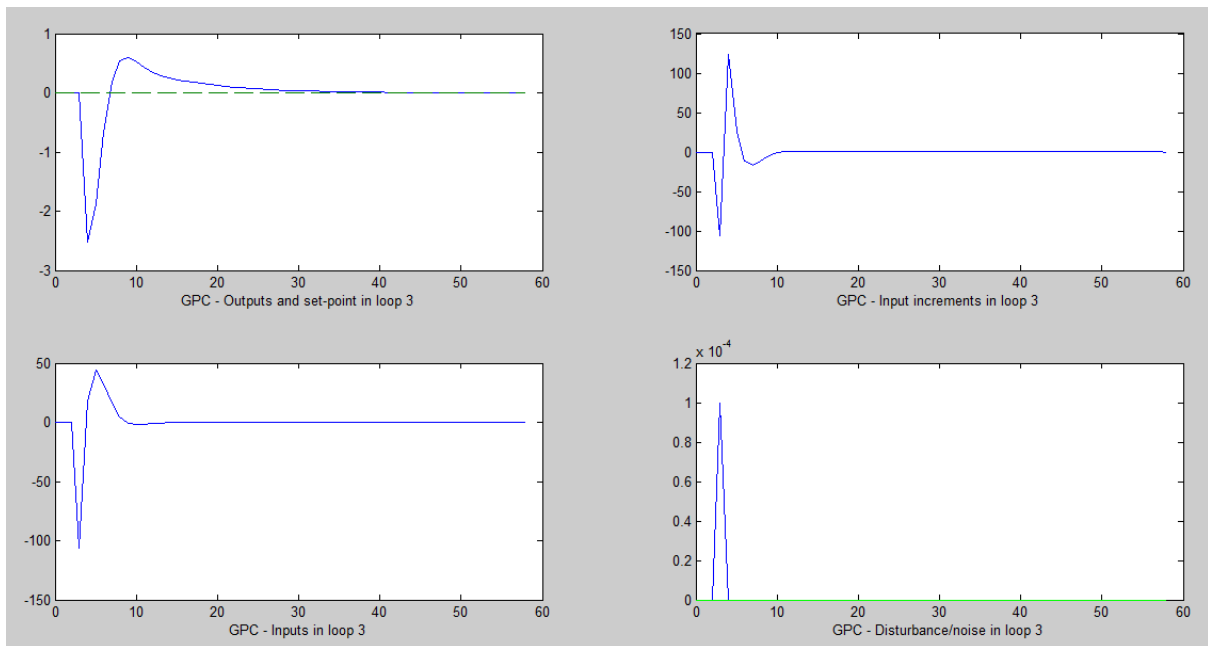 1
0
-1
-2
-3
0 10 20 30 40 50 60
GPC - Outputs and set-point in loop 3
150
100
50
0
-50
-100
-150
0 10 20 30 40 50 60
GPC - Input increments in loop 3
50
0
-50
-100
-150
0 10 20 30 40 50 60
GPC - Inputs in loop 3
x 10^-4
1.2
1
0.8
0.6
0.4
0.2
0
0 10 20 30 40 50 60
GPC - Disturbance/noise in loop 3